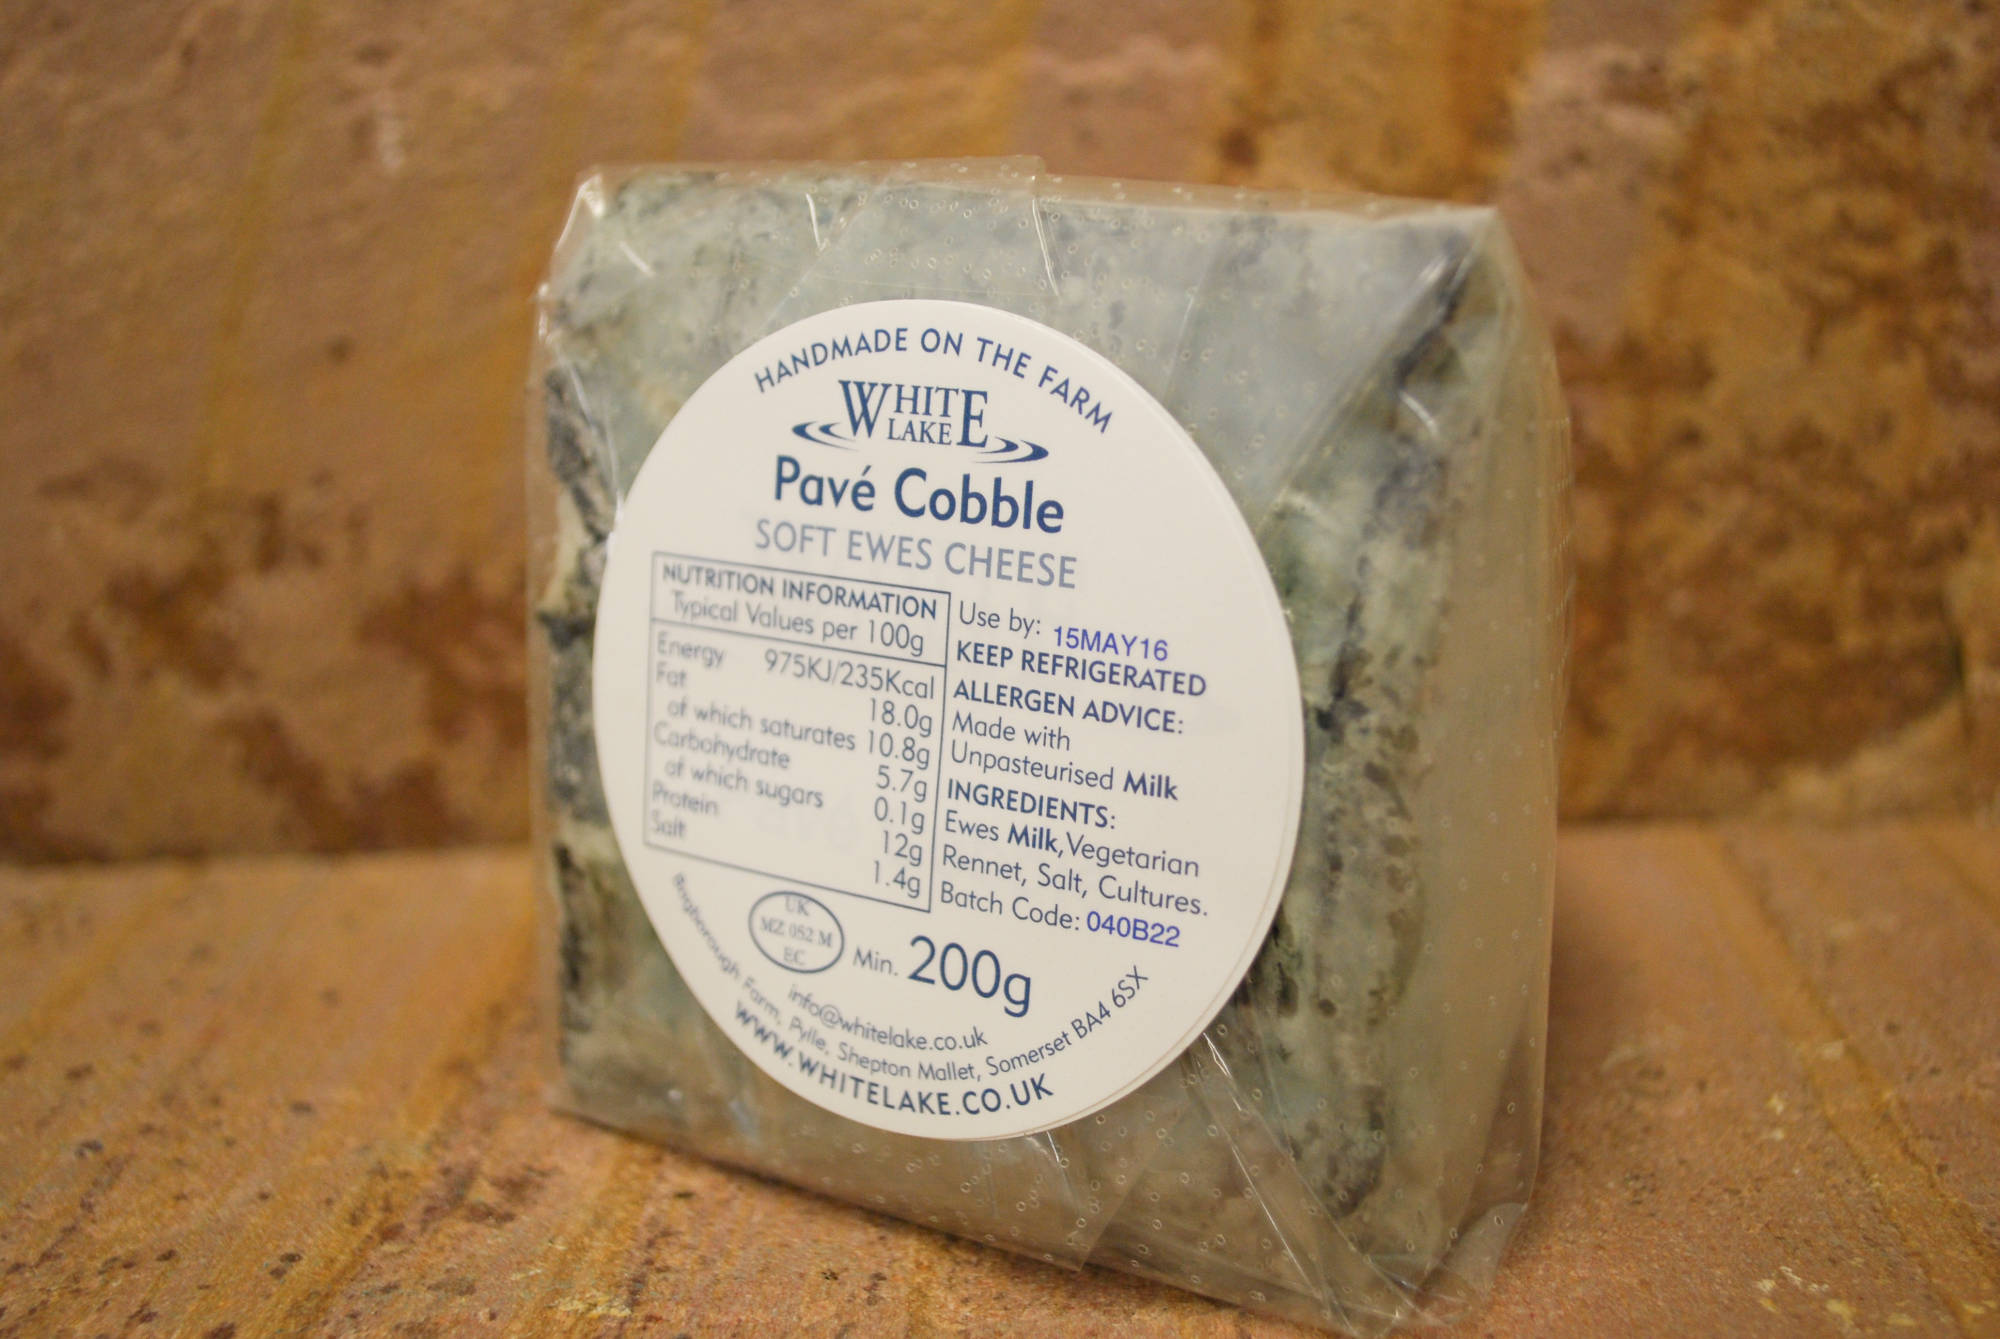 HANDMADE ON THE FARM
WHITE
LAKE
Pavé Cobble
SOFT EWES CHEESE
NUTRITION INFORMATION
Typical Values per 100g
Energy 975KJ/235Kcal
Fat 18.0g
of which saturates 10.8g
Carbohydrate 5.7g
of which sugars 0.1g
Protein 12g
Salt 1.4g
Use by: 15MAY16
KEEP REFRIGERATED
ALLERGEN ADVICE:
Made with
Unpasteurised Milk
INGREDIENTS:
Ewes Milk, Vegetarian
Rennet, Salt, Cultures.
Batch Code: 040B22
UK
MZ 052 M
EC
Min. 200g
info@whitelake.co.uk
Bagborough Farm, Pylle, Shepton Mallet, Somerset BA4 6SX
WWW.WHITELAKE.CO.UK